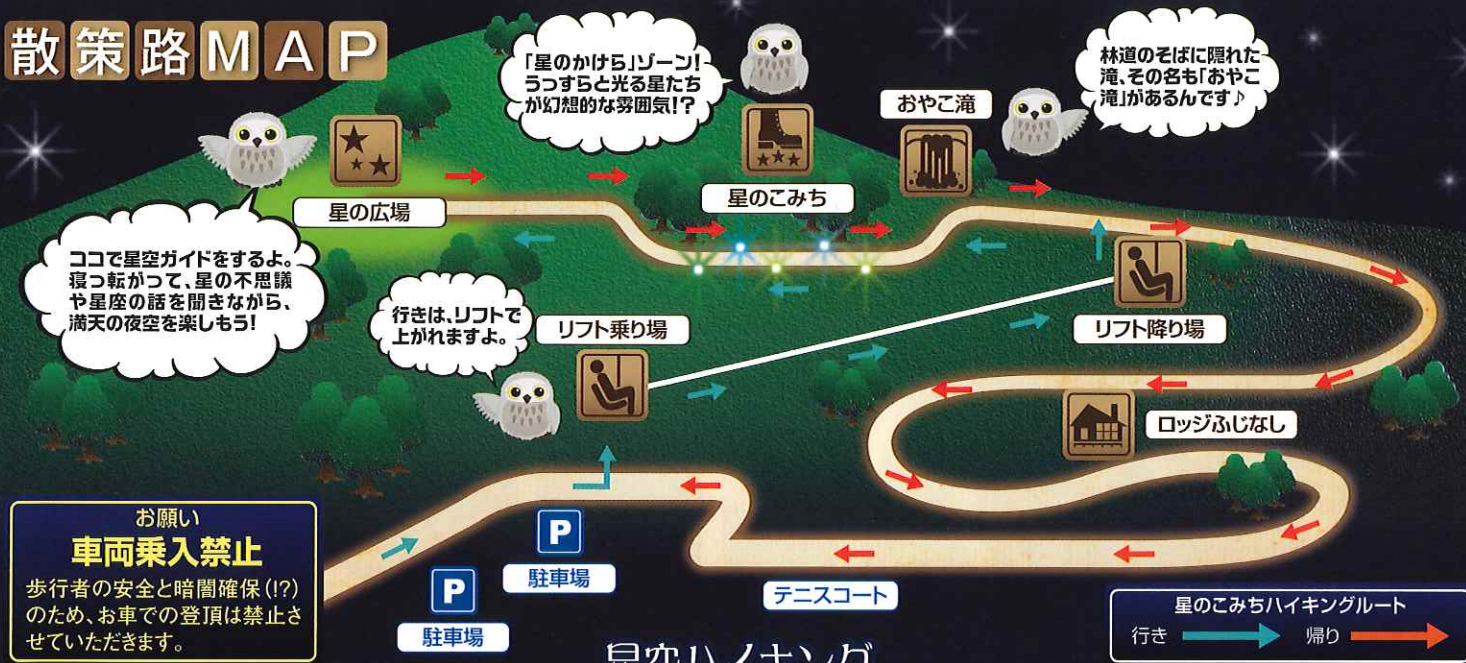 散策路MAP
「星のかけら」ゾーン!
うっすらと光る星たち
が幻想的な雰囲気!?
林道のそばに隠れた
滝、その名も「おやこ
滝」があるんです♪
おやこ滝
星のこみち
星の広場
ココで星空ガイドをするよ。
寝っ転がって、星の不思議
や星座の話を聞きながら、
満天の夜空を楽しもう!
行きは、リフトで
上がれますよ。
リフト乗り場
リフト降り場
ロッジふじなし
お願い
車両乗入禁止
歩行者の安全と暗闇確保(!?)
のため、お車での登頂は禁止さ
せていただきます。
P
駐車場
P
駐車場
テニスコート
星のこみちハイキングルート
行き
帰り
星空ハイキング